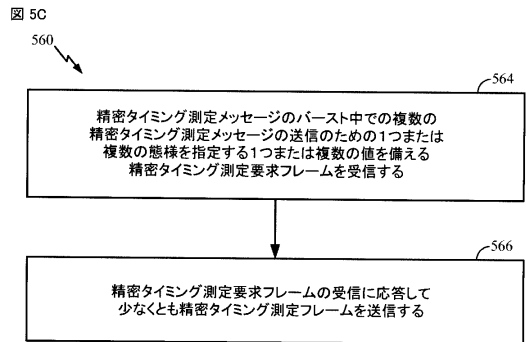 図 5C
560
564
精密タイミング測定メッセージのバースト中での複数の
精密タイミング測定メッセージの送信のための1つまたは
複数の態様を指定する1つまたは複数の値を備える
精密タイミング測定要求フレームを受信する
566
精密タイミング測定要求フレームの受信に応答して
少なくとも精密タイミング測定フレームを送信する